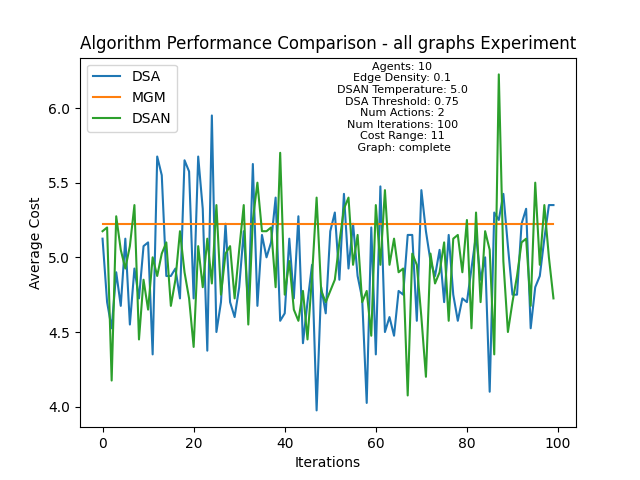 Algorithm Performance Comparison - all graphs Experiment
DSA
MGM
DSAN
Agents: 10
Edge Density: 0.1
DSAN Temperature: 5.0
DSA Threshold: 0.75
Num Actions: 2
Num Iterations: 100
Cost Range: 11
Graph: complete
Average Cost
6.0
5.5
5.0
4.5
4.0
0 20 40 60 80 100
Iterations